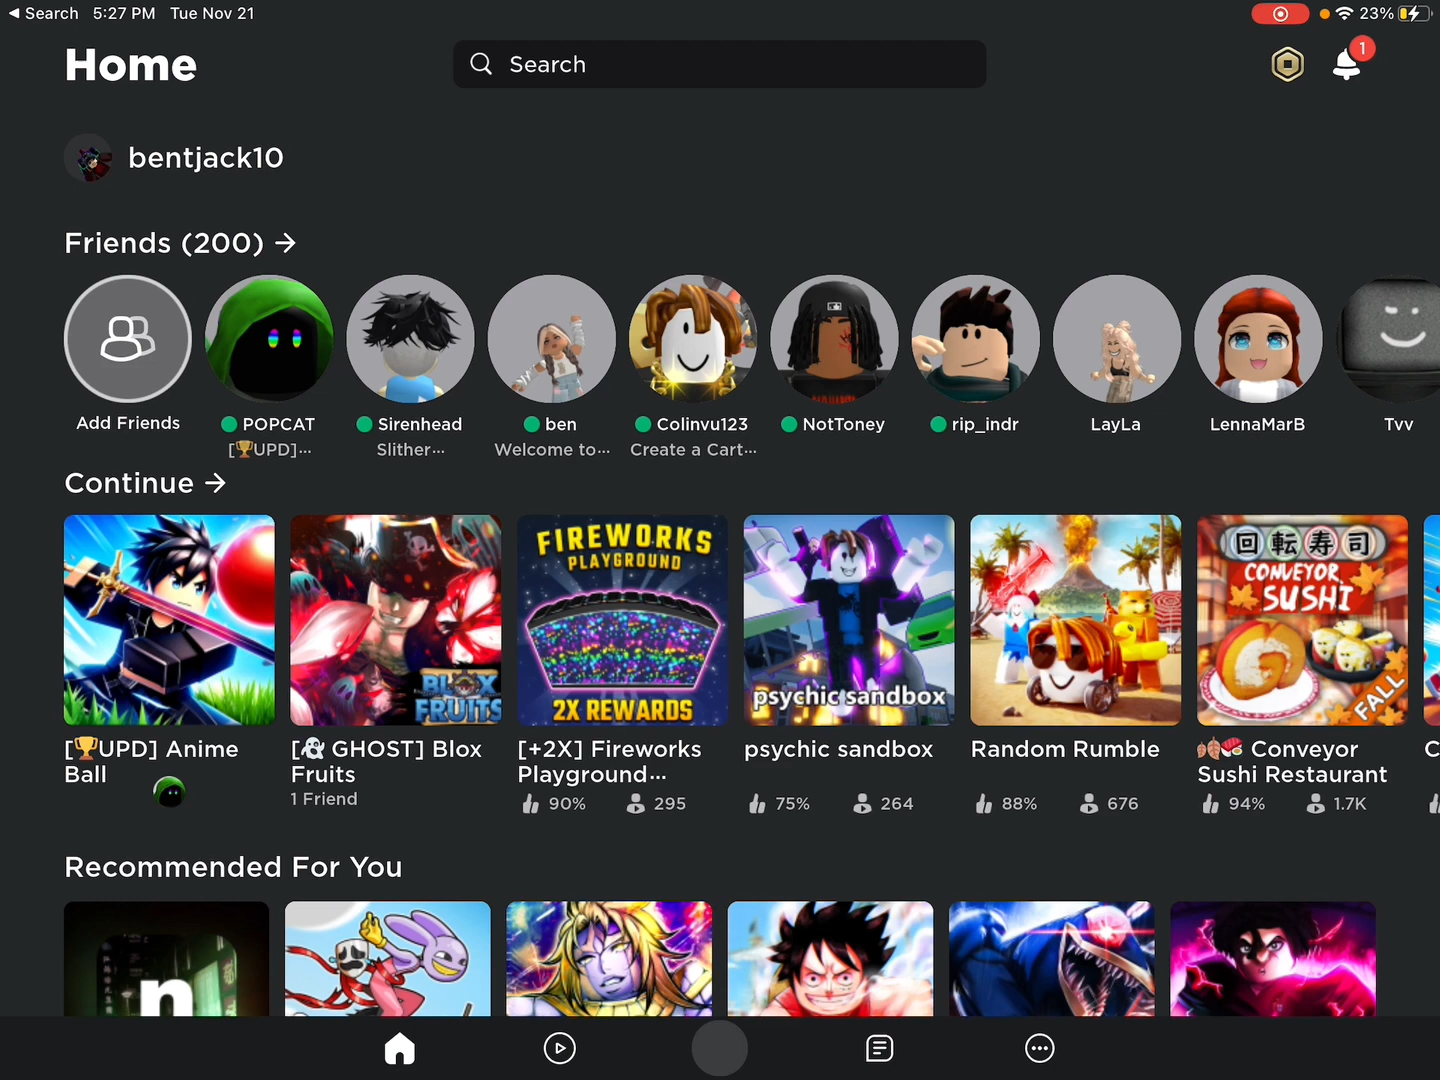 Search 5:27 PM Tue Nov 21
23%
Home
Search
1
bentjack10
Friends (200) →
Add Friends
POPCAT
[🏆UPD]...
Sirenhead
Slither...
ben
Welcome to...
Colinvu123
Create a Cart...
NotToney
rip_indr
LayLa
LennaMarB
Tvv
Continue →
BLOX
FRUITS
FIREWORKS
PLAYGROUND
2X REWARDS
psychic sandbox
回転寿司
CONVEYOR
SUSHI
FALL
[🏆UPD] Anime
Ball
[👻 GHOST] Blox
Fruits
1 Friend
[+2X] Fireworks
Playground...
90% 295
psychic sandbox
75% 264
Random Rumble
88% 676
🍂🍣 Conveyor
Sushi Restaurant
94% 1.7K
C
Recommended For You
n